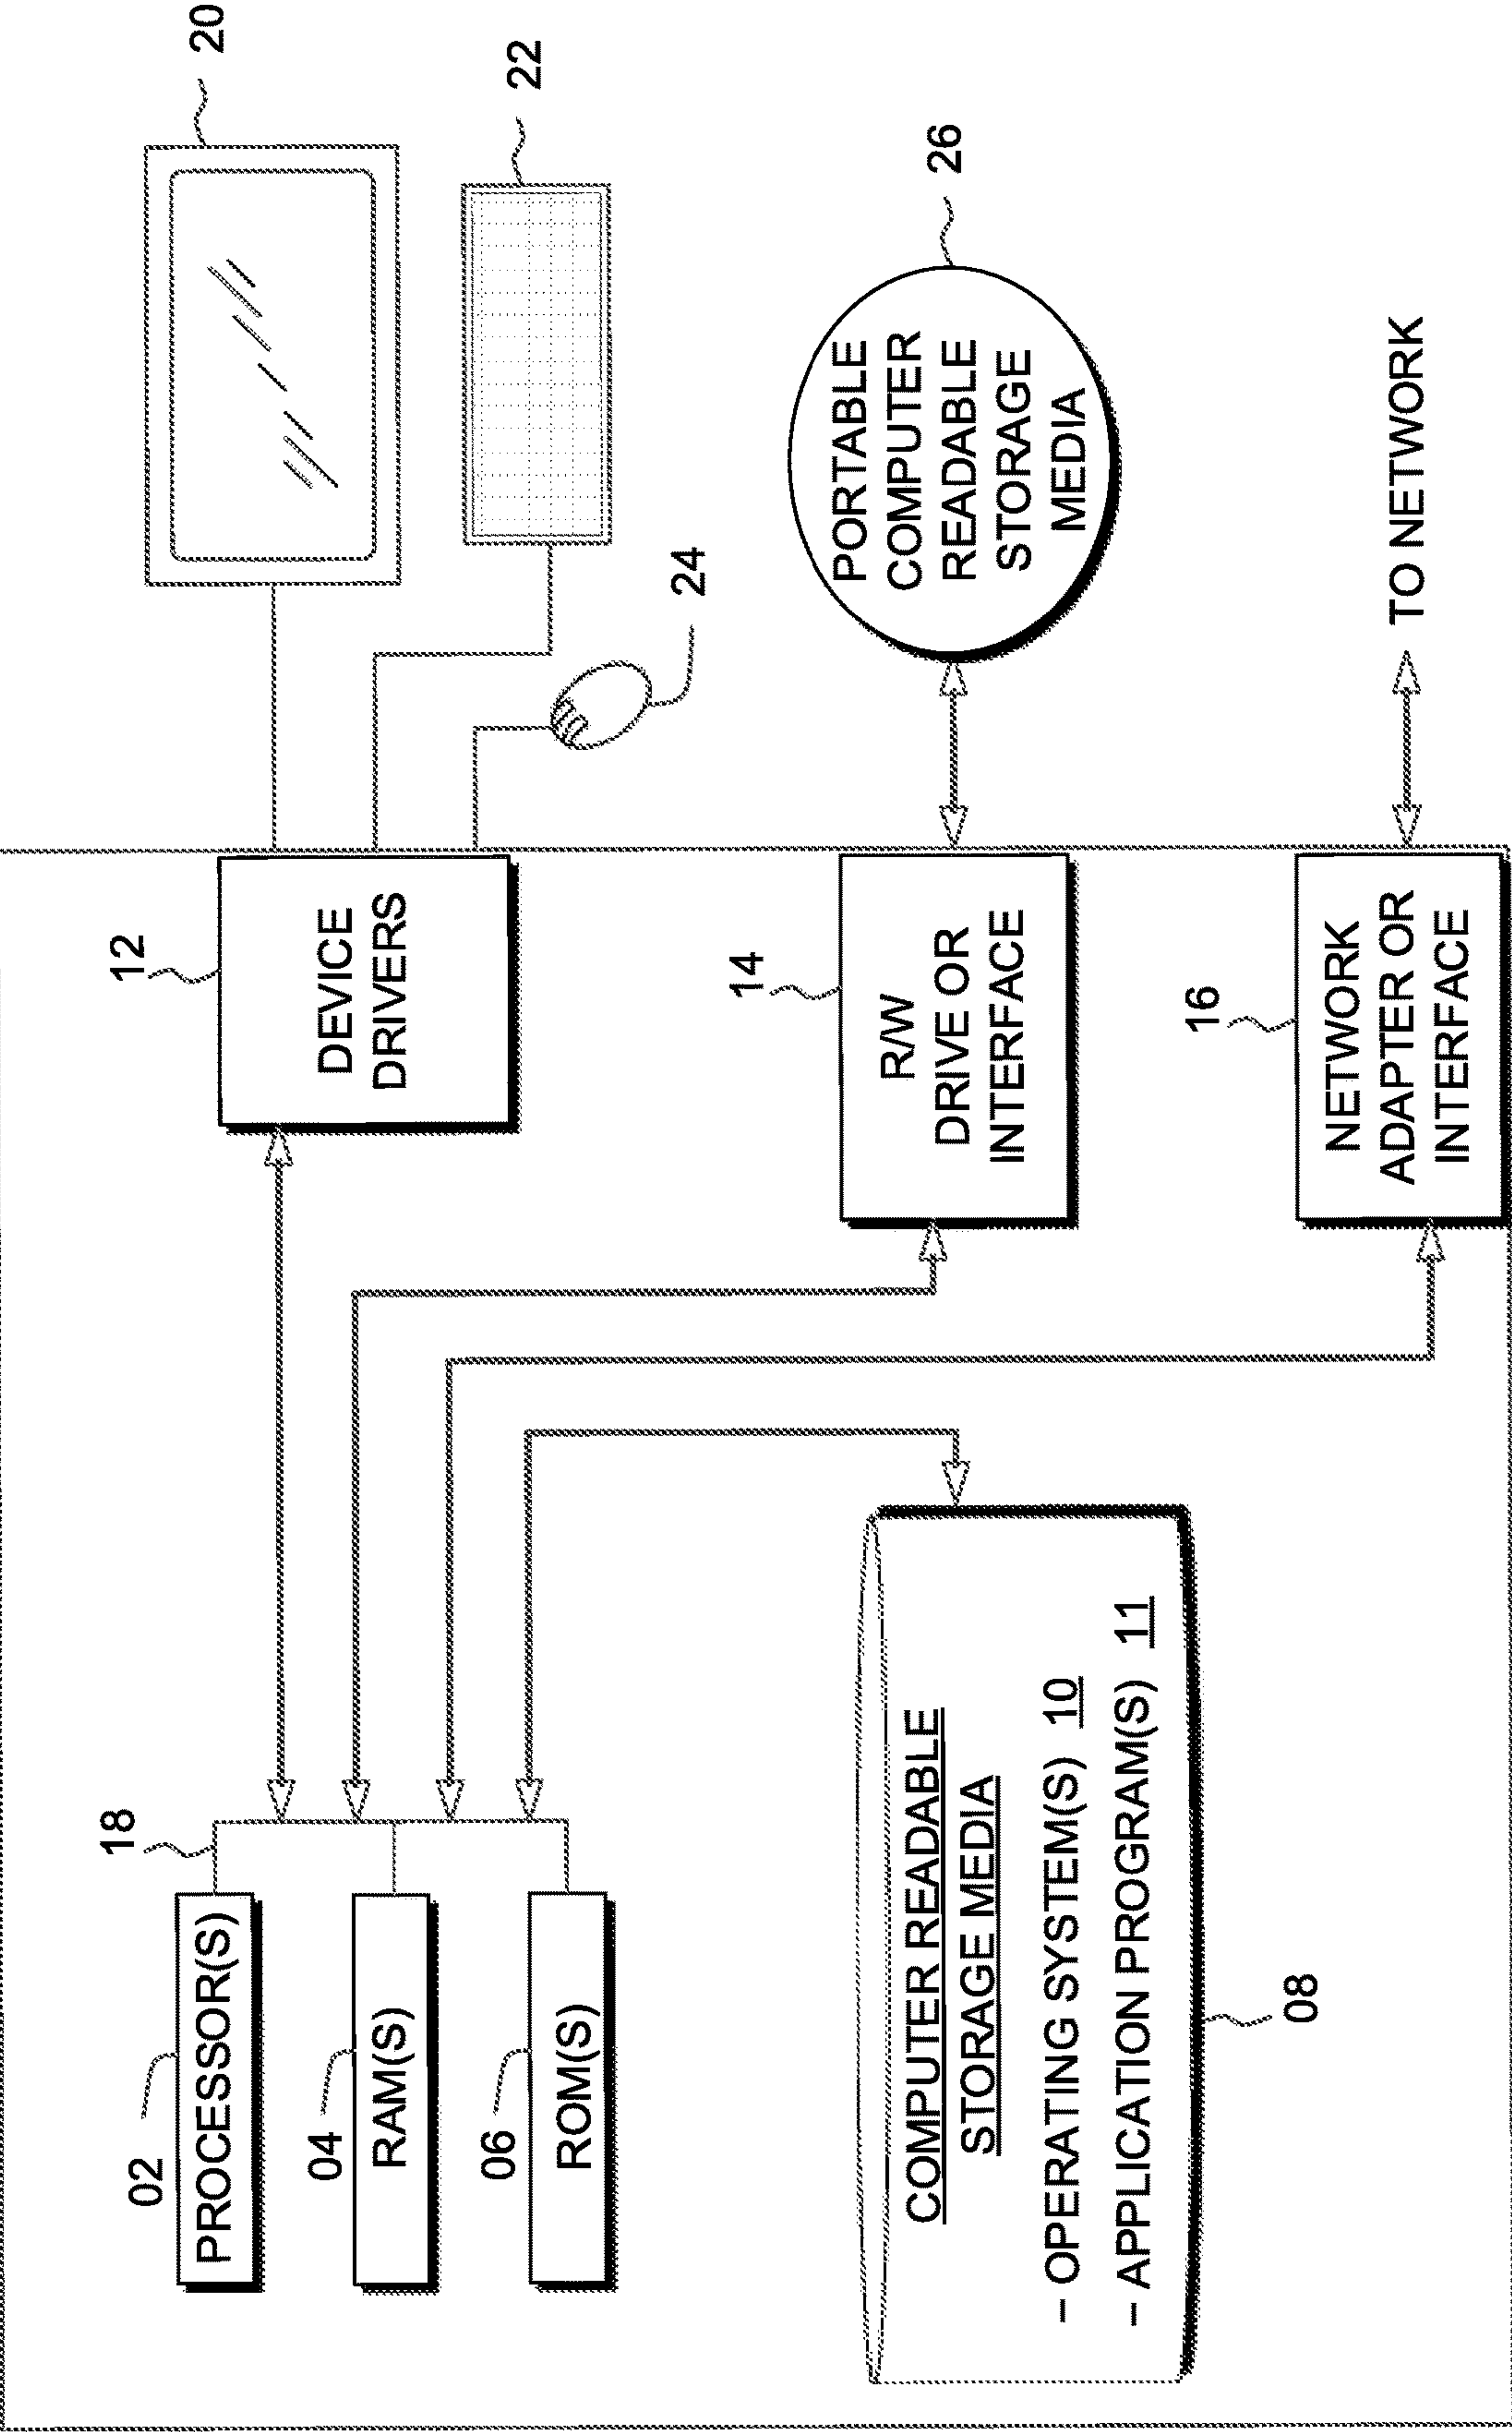 02
PROCESSOR(S)
18
04
RAM(S)
06
ROM(S)
COMPUTER READABLE
STORAGE MEDIA
– OPERATING SYSTEM(S) 10
– APPLICATION PROGRAM(S) 11
08
12
DEVICE
DRIVERS
14
R/W
DRIVE OR
INTERFACE
16
NETWORK
ADAPTER OR
INTERFACE
20
22
24
26
PORTABLE
COMPUTER
READABLE
STORAGE
MEDIA
TO NETWORK